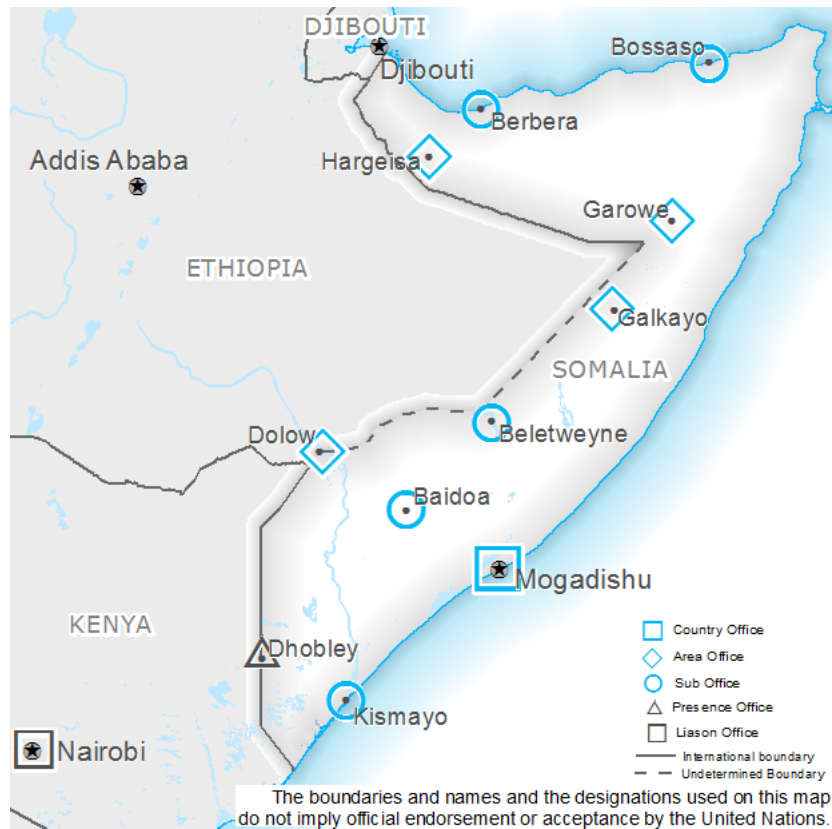 DJIBOUTI
Djibouti
Bossaso
Berbera
Addis Ababa
Hargeisa
Garowe
ETHIOPIA
Galkayo
SOMALIA
Dolow
Beletweyne
Baidoa
Mogadishu
KENYA
Dhobley
Kismayo
Nairobi
Country Office
Area Office
Sub Office
Presence Office
Liason Office
International boundary
Undetermined Boundary
The boundaries and names and the designations used on this map
do not imply official endorsement or acceptance by the United Nations.